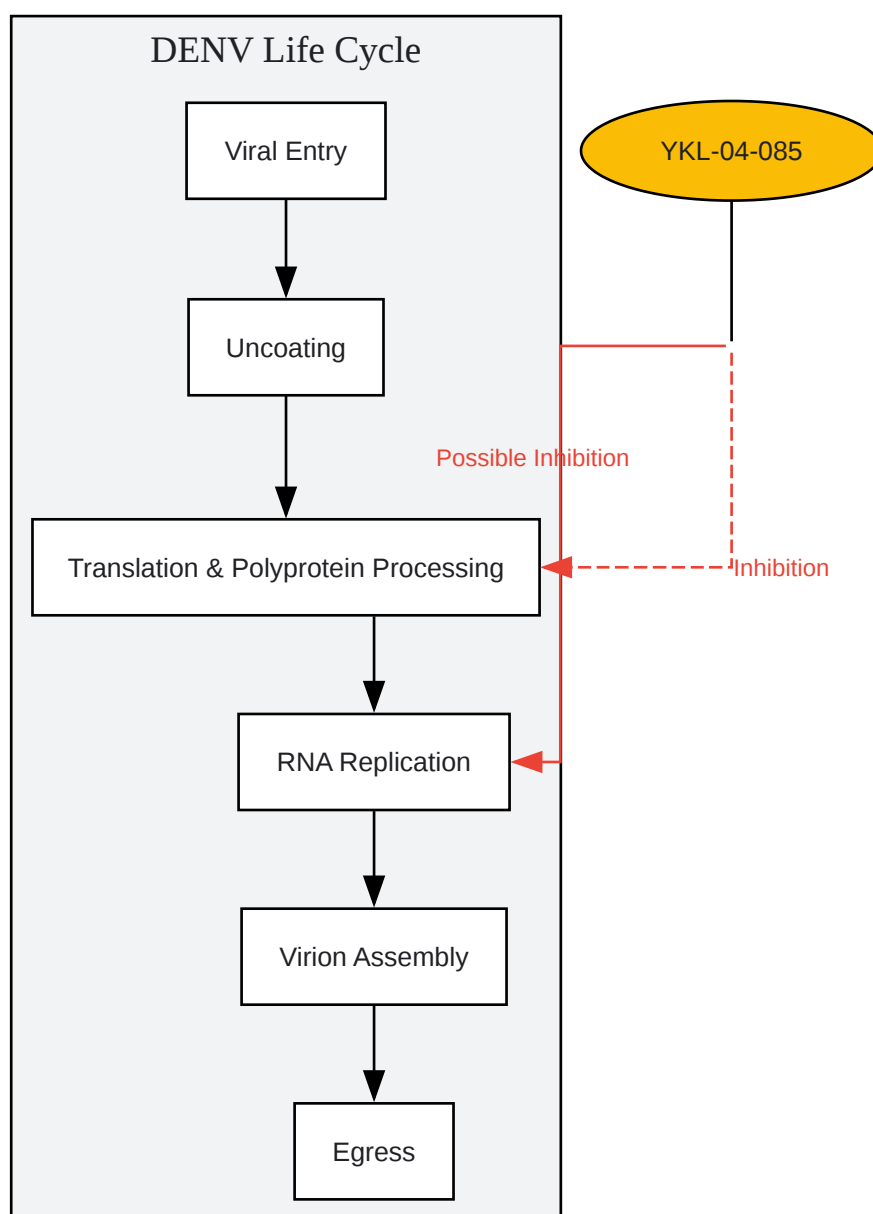 DENV Life Cycle
Viral Entry
YKL-04-085
Uncoating
Possible Inhibition
Translation & Polyprotein Processing
Inhibition
RNA Replication
Virion Assembly
Egress